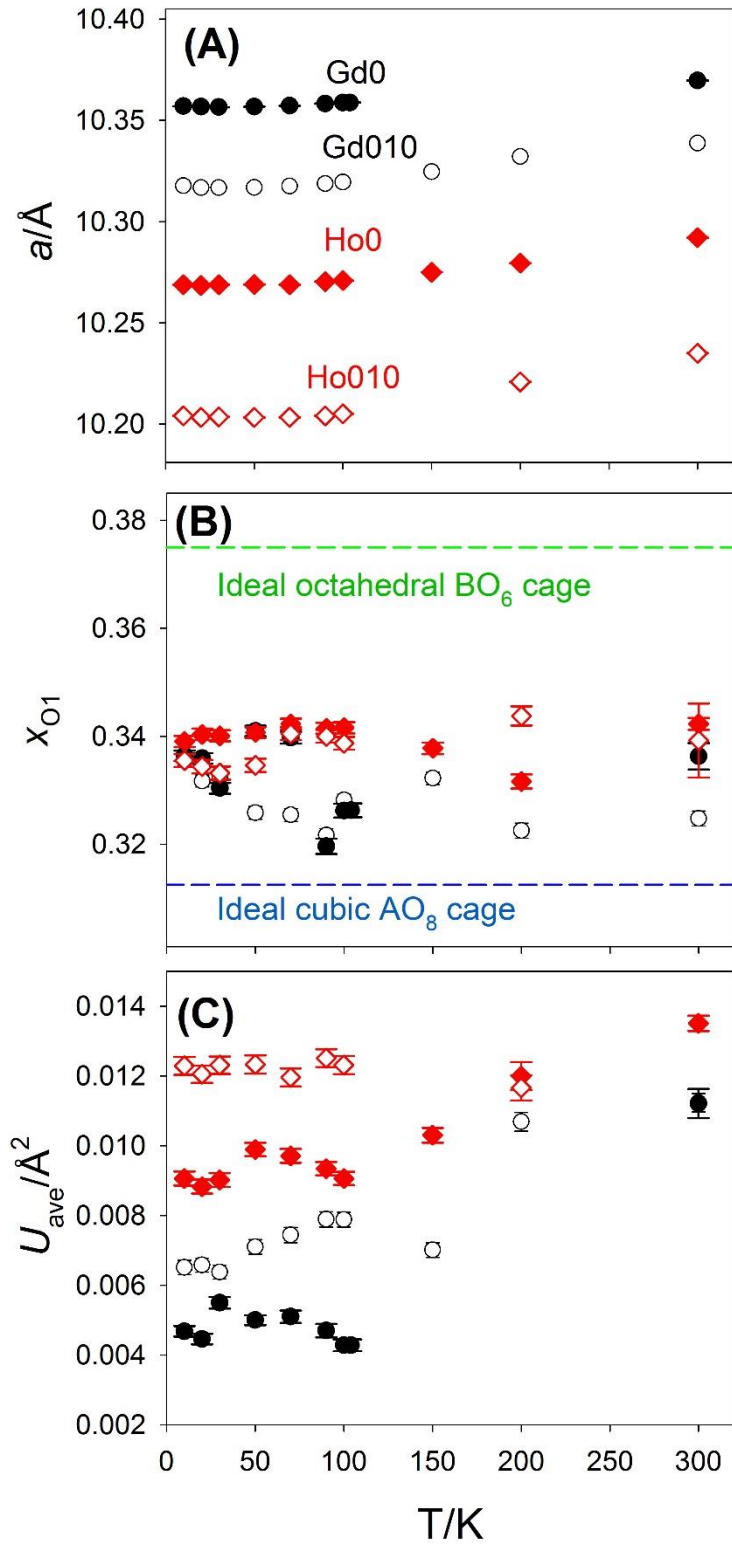 10.40
(A)
Gd0
10.35
Gd010
a/Å
10.30
Ho0
10.25
Ho010
10.20
0.38
(B)
Ideal octahedral BO₆ cage
0.36
x_O1
0.34
0.32
Ideal cubic AO₈ cage
0.014
(C)
0.012
U_ave/Å²
0.010
0.008
0.006
0.004
0.002
0 50 100 150 200 250 300
T/K